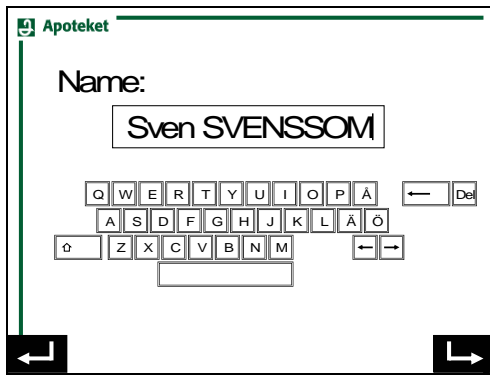 Apoteket
Name:
Sven SVENSSOM
Q W E R T Y U I O P Å ← Del
A S D F G H J K L Ä Ö
⇧ Z X C V B N M ← →